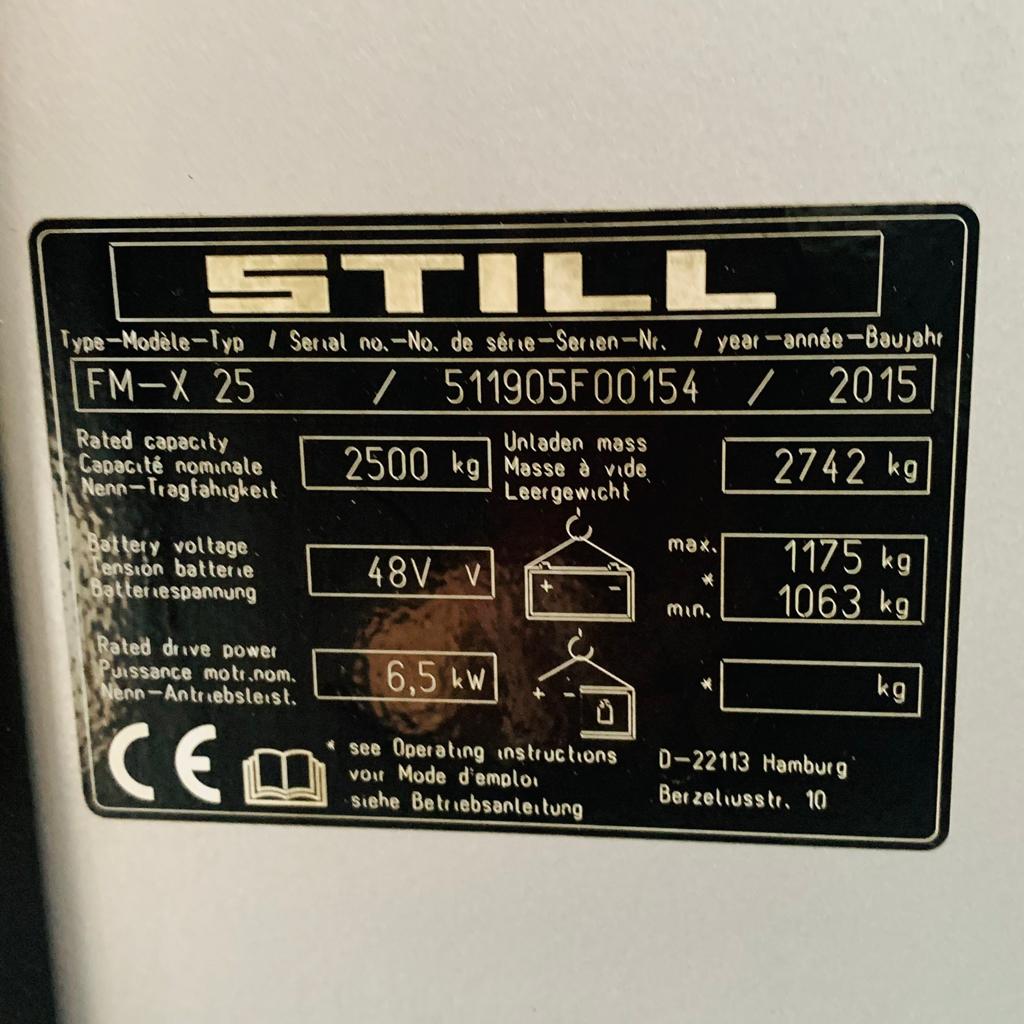 STILL
Type-Modèle-Typ / Serial no.-No. de série-Serien-Nr. / year-année-Baujahr
FM-X 25 / 511905F00154 / 2015
Rated capacity
Capacité nominale
Nenn-Tragfahigkeit
2500 kg
Unladen mass
Masse à vide
Leergewicht
2742 kg
Battery voltage
Tension batterie
Batteriespannung
48V V
+ -
max. 1175 kg
*
min. 1063 kg
Rated drive power
Puissance motr.nom.
Nenn-Antriebsleist.
6,5 kW
+ -
* kg
CE
* see Operating instructions
voir Mode d'emploi
siehe Betriebsanleitung
D-22113 Hamburg
Berzeliusstr. 10